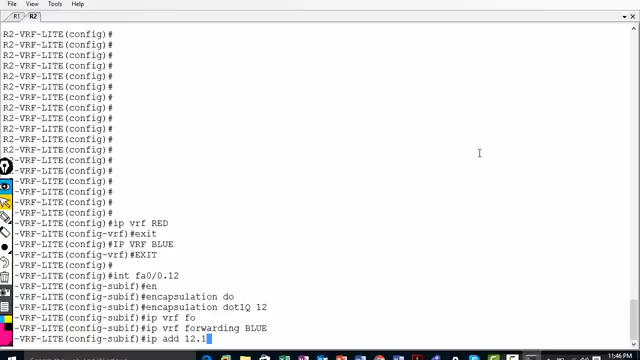 File View Tools Help
R1 R2
R2-VRF-LITE(config)#
R2-VRF-LITE(config)#
R2-VRF-LITE(config)#
R2-VRF-LITE(config)#
R2-VRF-LITE(config)#
R2-VRF-LITE(config)#
R2-VRF-LITE(config)#
R2-VRF-LITE(config)#
R2-VRF-LITE(config)#
R2-VRF-LITE(config)#
R2-VRF-LITE(config)#
R2-VRF-LITE(config)#
-VRF-LITE(config)#
-VRF-LITE(config)#
-VRF-LITE(config)#
-VRF-LITE(config)#
-VRF-LITE(config)#
-VRF-LITE(config)#
-VRF-LITE(config)#ip vrf RED
-VRF-LITE(config-vrf)#exit
-VRF-LITE(config)#IP VRF BLUE
-VRF-LITE(config-vrf)#EXIT
-VRF-LITE(config)#
-VRF-LITE(config)#int fa0/0.12
-VRF-LITE(config-subif)#en
-VRF-LITE(config-subif)#encapsulation do
-VRF-LITE(config-subif)#encapsulation dot1Q 12
-VRF-LITE(config-subif)#ip vrf fo
-VRF-LITE(config-subif)#ip vrf forwarding BLUE
-VRF-LITE(config-subif)#ip add 12.1
11:46 PM